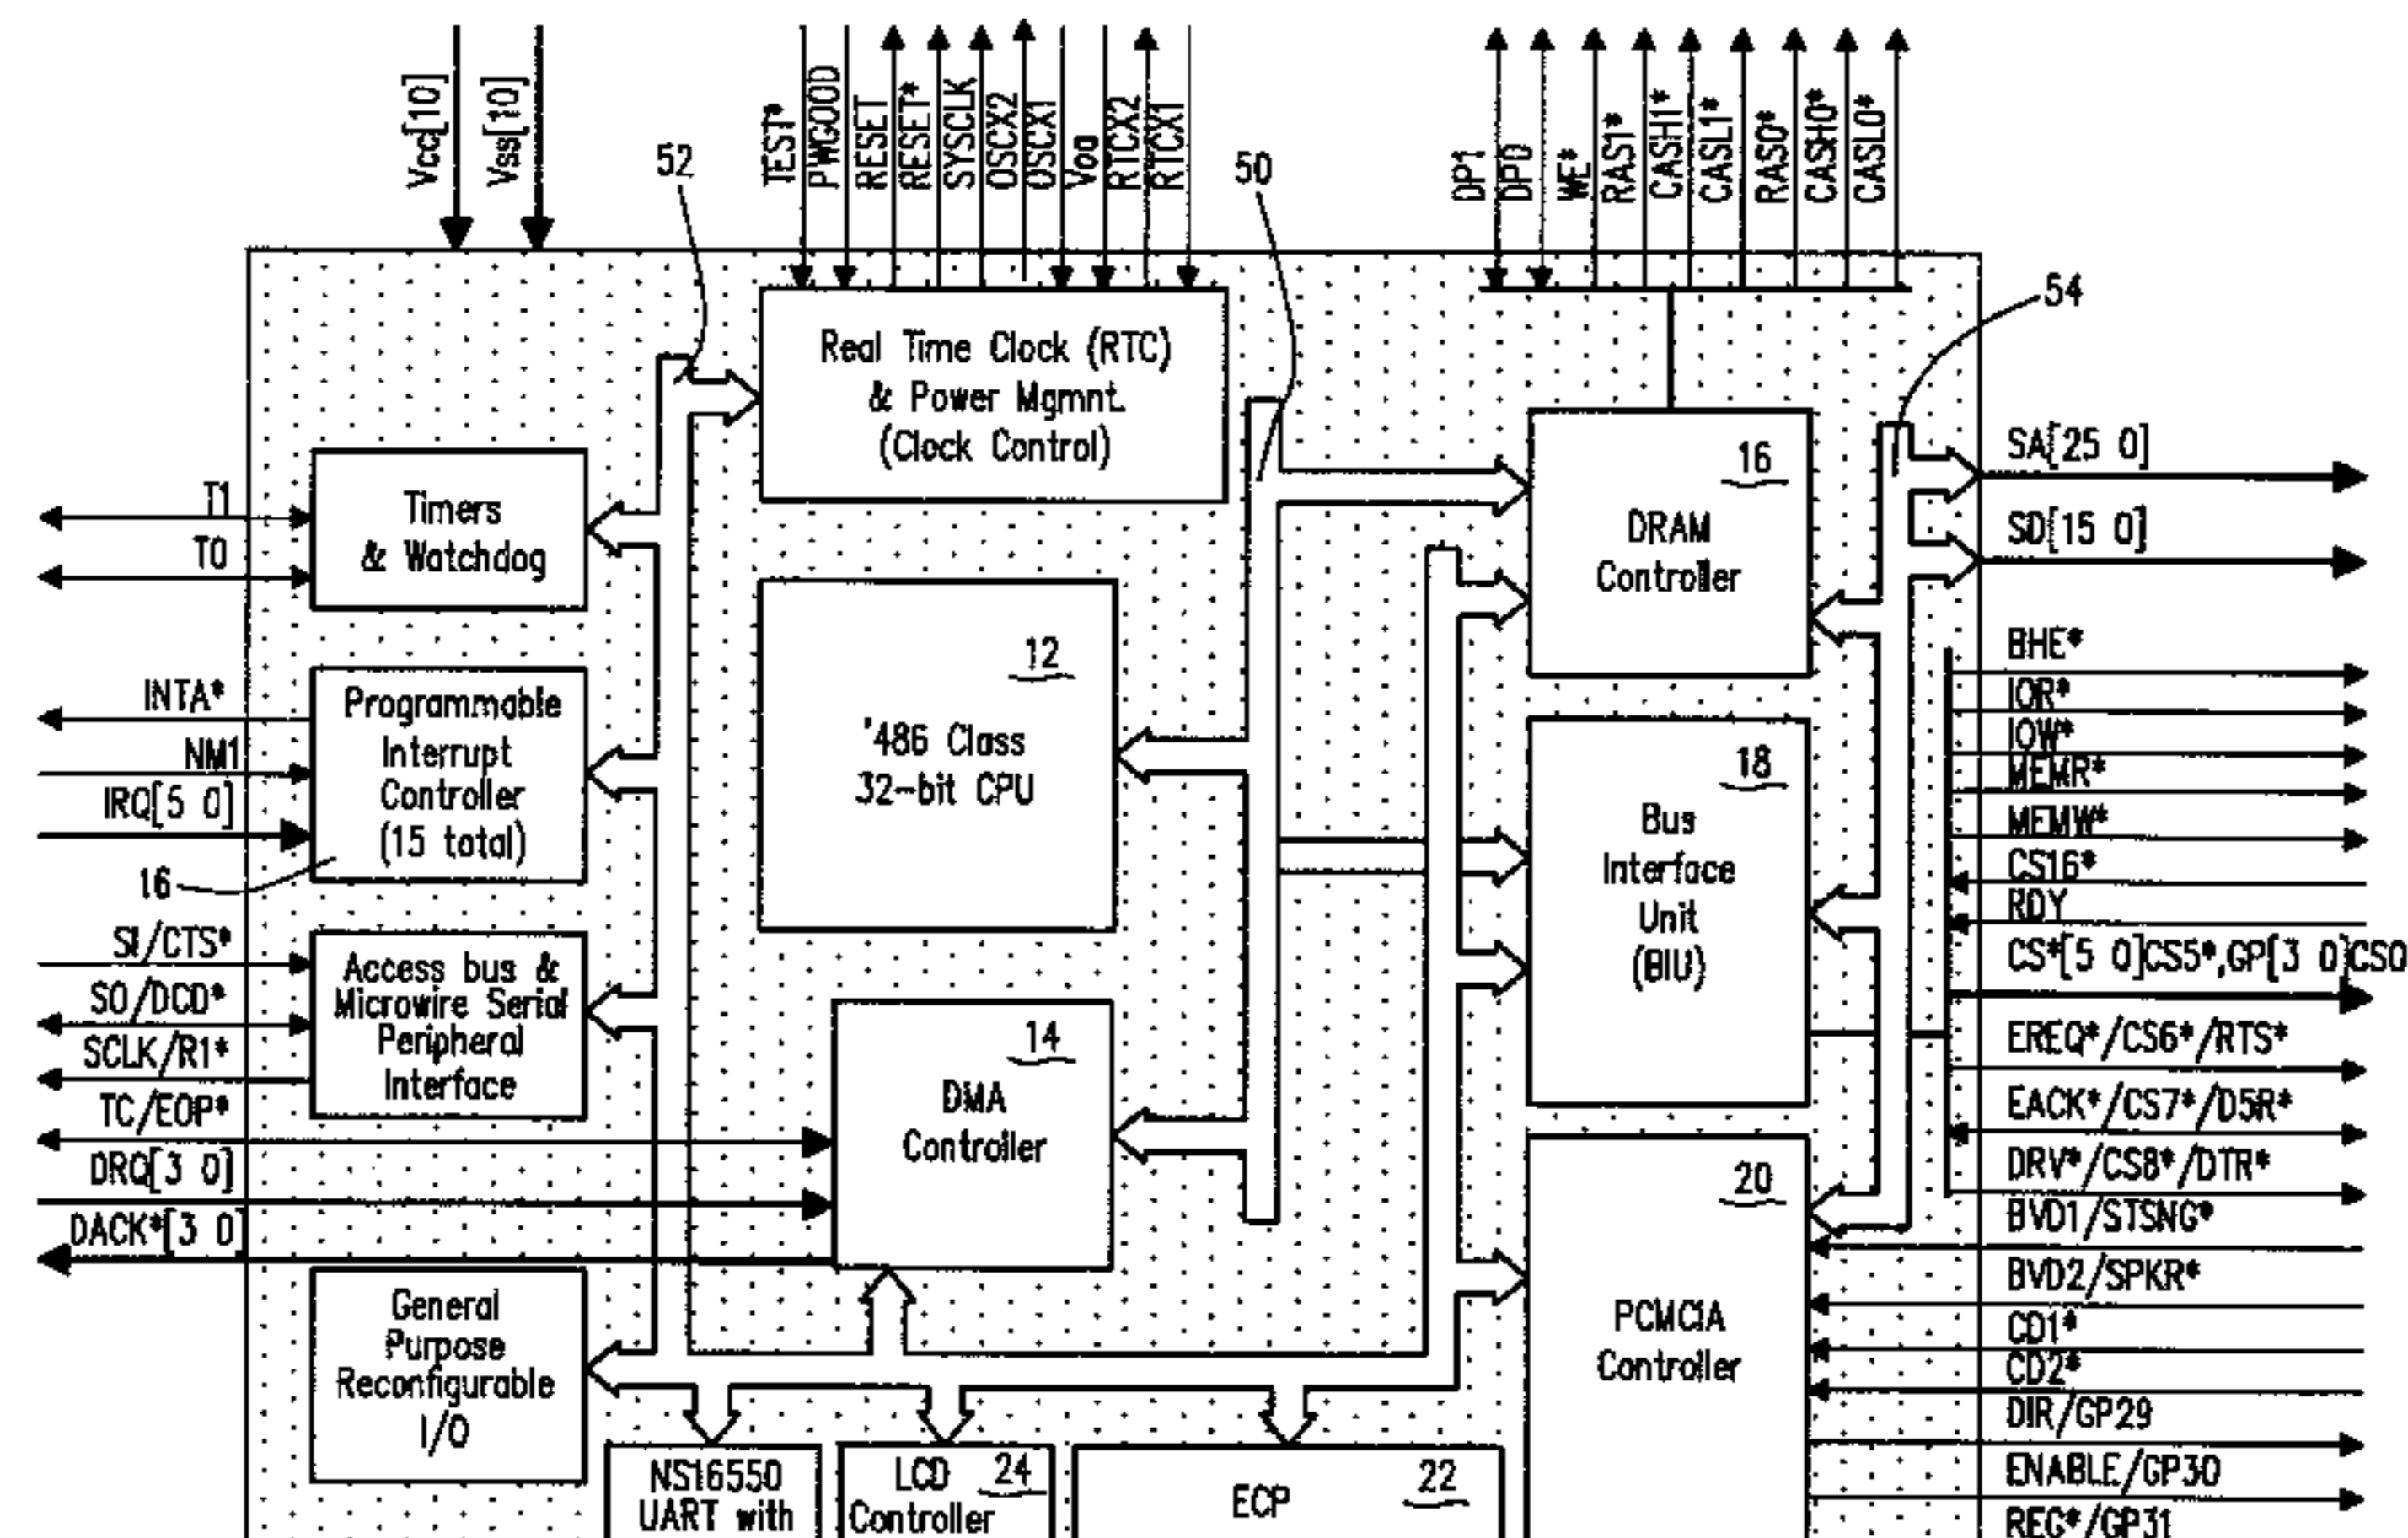 Vcc[10]
Vss[10]
TEST*
PWGOOD
RESET
RESET*
SYSCLK
OSCX2
OSCX1
RTCX2
RTCX1
DP1
DP0
WE*
RAS1*
CASH1*
CASL1*
RAS0*
CASH0*
CASL0*
52
50
54
Real Time Clock (RTC)
& Power Mgmnt.
(Clock Control)
T1
T0
Timers
& Watchdog
INTA*
NM1
IRQ[5 0]
16
Programmable
Interrupt
Controller
(15 total)
SI/CTS*
SO/DCD*
SCLK/R1*
TC/EOP*
DRQ[3 0]
DACK*[3 0]
Access bus &
Microwire Serial
Peripheral
Interface
General
Purpose
Reconfigurable
I/O
12
'486 Class
32-bit CPU
14
DMA
Controller
NS16550
UART with
LCD 24
Controller
ECP 22
16
DRAM
Controller
18
Bus
Interface
Unit
(BIU)
20
PCMCIA
Controller
SA[25 0]
SD[15 0]
BHE*
IOR*
IOW*
MEMR*
MEMW*
CS16*
RDY
CS*[5 0]CS5*,GP[3 0]CS0
EREQ*/CS6*/RTS*
EACK*/CS7*/D5R*
DRV*/CS8*/DTR*
BVD1/STSNG*
BVD2/SPKR*
CD1*
CD2*
DIR/GP29
ENABLE/GP30
REG*/GP31